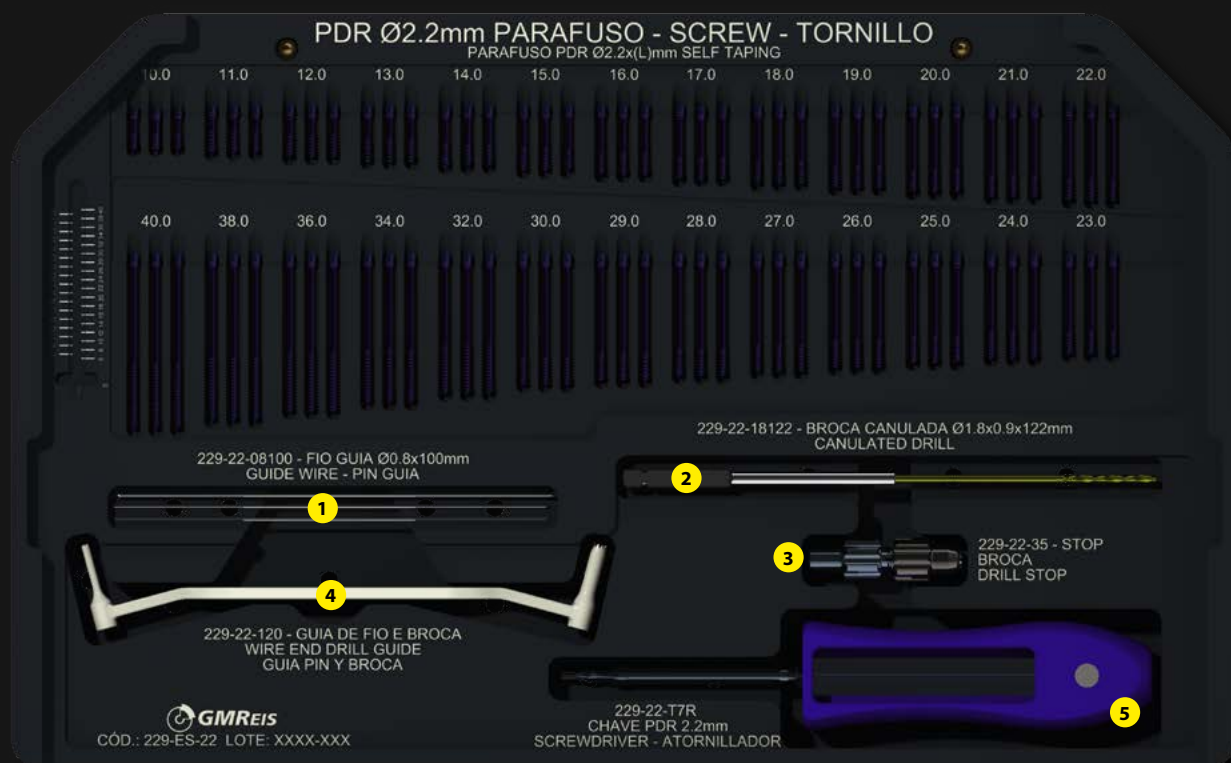 PDR Ø2.2mm PARAFUSO - SCREW - TORNILLO
PARAFUSO PDR Ø2.2x(L)mm SELF TAPING
10.0 11.0 12.0 13.0 14.0 15.0 16.0 17.0 18.0 19.0 20.0 21.0 22.0
40.0 38.0 36.0 34.0 32.0 30.0 29.0 28.0 27.0 26.0 25.0 24.0 23.0
229-22-18122 - BROCA CANULADA Ø1.8x0.9x122mm
CANULATED DRILL
2
229-22-08100 - FIO GUIA Ø0.8x100mm
GUIDE WIRE - PIN GUIA
1
3
229-22-35 - STOP
BROCA
DRILL STOP
4
229-22-120 - GUIA DE FIO E BROCA
WIRE END DRILL GUIDE
GUIA PIN Y BROCA
5
229-22-T7R
CHAVE PDR 2.2mm
SCREWDRIVER - ATORNILLADOR
GMREIS
CÓD.: 229-ES-22 LOTE: XXXX-XXX